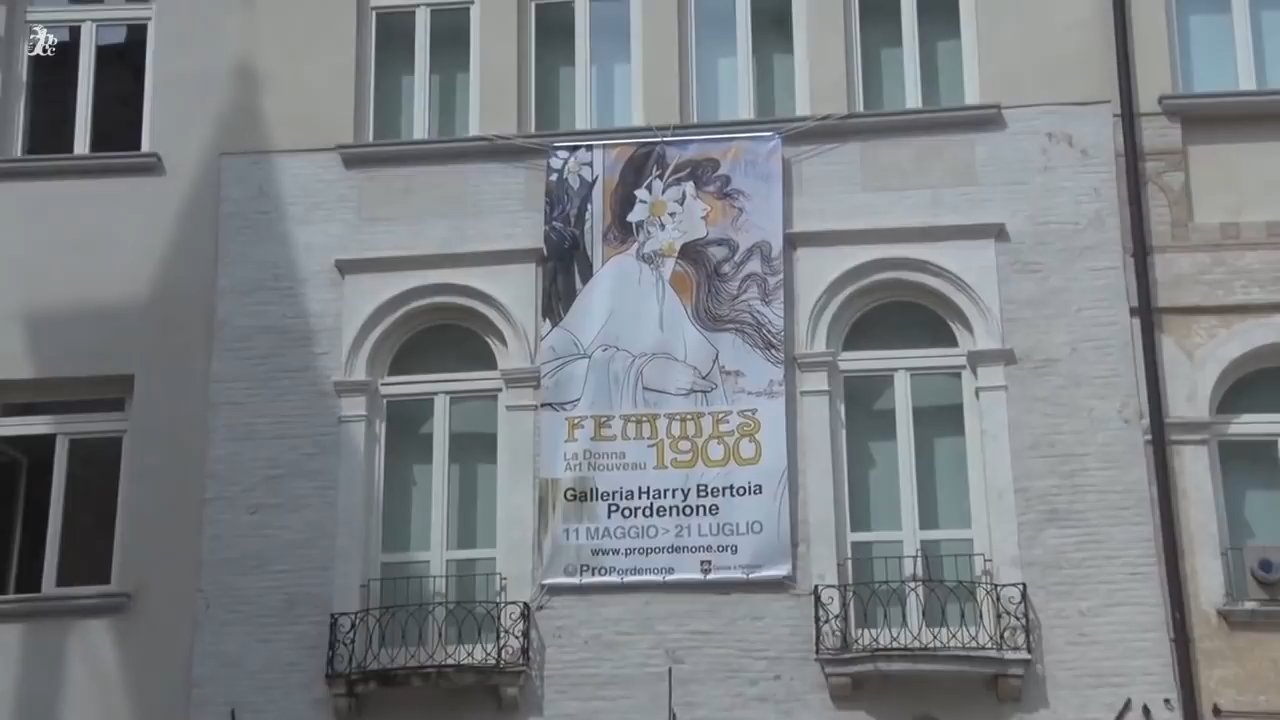 FEMMES
1900
La Donna
Art Nouveau
Galleria Harry Bertoia
Pordenone
11 MAGGIO > 21 LUGLIO
www.propordenone.org
ProPordenone